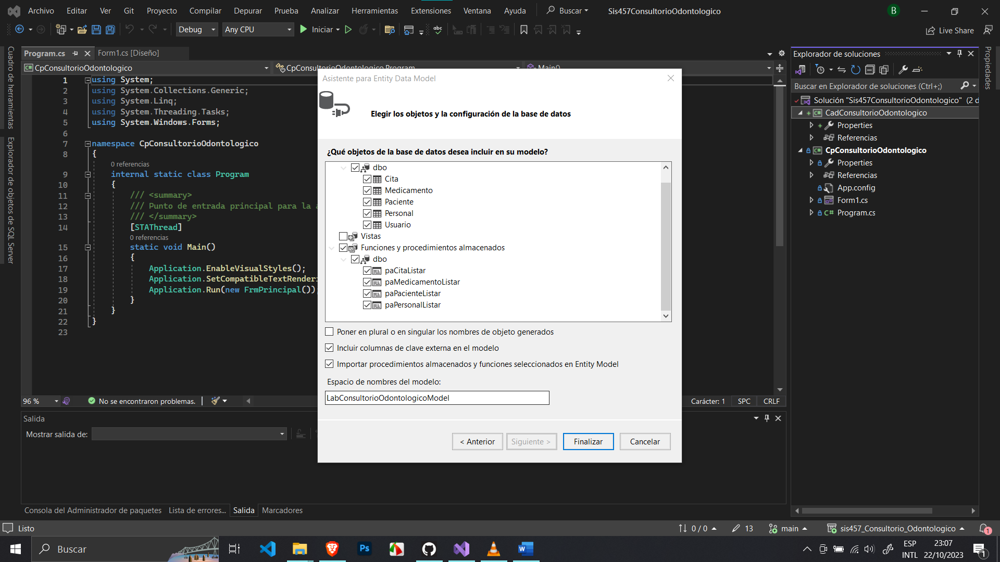 Archivo Editar Ver Git Proyecto Compilar Depurar Prueba Analizar Herramientas Extensiones Ventana Ayuda Buscar Sis457ConsultorioOdontologico B
Debug Any CPU Iniciar abc Live Share
Cuadro de herramientas
Explorador de objetos de SQL Server
Program.cs Form1.cs [Diseño]
CpConsultorioOdontologico CpConsultorioOdontologico.Program Main()
1 using System;
2 using System.Collections.Generic;
3 using System.Linq;
4 using System.Threading.Tasks;
5 using System.Windows.Forms;
6
7 namespace CpConsultorioOdontologico
8 {
0 referencias
9 internal static class Program
10 {
11 /// <summary>
12 /// Punto de entrada principal para la a
13 /// </summary>
14 [STAThread]
0 referencias
15 static void Main()
16 {
17 Application.EnableVisualStyles();
18 Application.SetCompatibleTextRenderi
19 Application.Run(new FrmPrincipal());
20 }
21 }
22 }
23
96 % No se encontraron problemas. Carácter: 1 SPC CRLF
Asistente para Entity Data Model
Elegir los objetos y la configuración de la base de datos
¿Qué objetos de la base de datos desea incluir en su modelo?
dbo
Cita
Medicamento
Paciente
Personal
Usuario
Vistas
Funciones y procedimientos almacenados
dbo
paCitaListar
paMedicamentoListar
paPacienteListar
paPersonalListar
Poner en plural o en singular los nombres de objeto generados
Incluir columnas de clave externa en el modelo
Importar procedimientos almacenados y funciones seleccionados en Entity Model
Espacio de nombres del modelo:
LabConsultorioOdontologicoModel
< Anterior Siguiente > Finalizar Cancelar
Explorador de soluciones
Buscar en Explorador de soluciones (Ctrl+;)
Solución "Sis457ConsultorioOdontologico" (2 d
CadConsultorioOdontologico
Properties
Referencias
CpConsultorioOdontologico
Properties
Referencias
App.config
Form1.cs
C# Program.cs
Propiedades
Salida
Mostrar salida de:
Consola del Administrador de paquetes Lista de errores... Salida Marcadores
Listo 0 / 0 13 main sis457_Consultorio_Odontologico 1
Buscar Ps W ESP INTL 23:07 22/10/2023 1